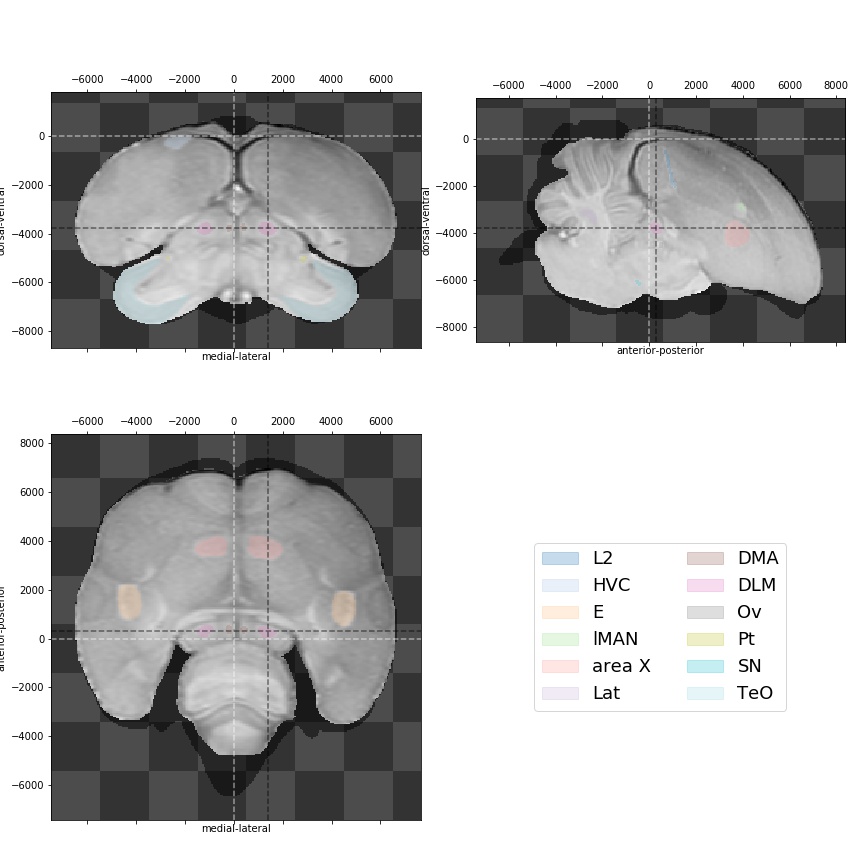 −6000 −4000 −2000 0 2000 4000 6000
0
−2000
−4000
−6000
−8000
dorsal-ventral
medial-lateral
−6000 −4000 −2000 0 2000 4000 6000 8000
0
−2000
−4000
−6000
−8000
dorsal-ventral
anterior-posterior
−6000 −4000 −2000 0 2000 4000 6000
8000
6000
4000
2000
0
−2000
−4000
−6000
anterior-posterior
medial-lateral
L2 DMA
HVC DLM
E Ov
lMAN Pt
area X SN
Lat TeO